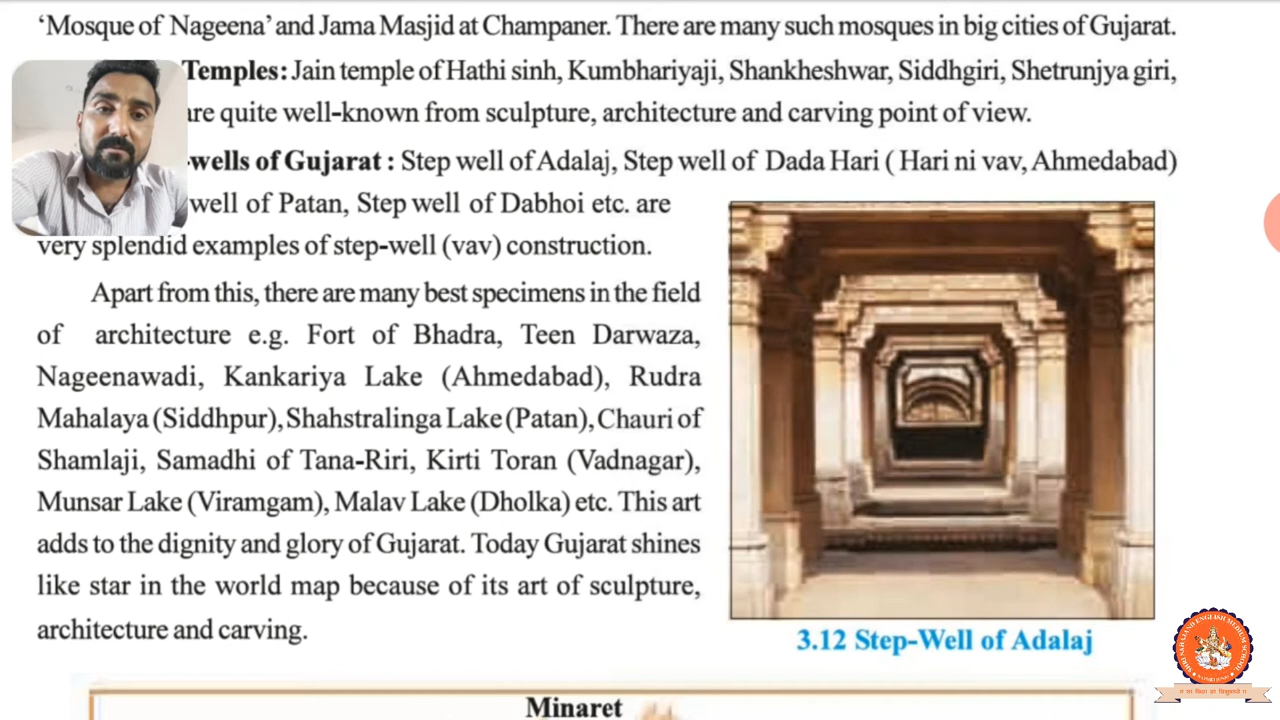 ‘Mosque of Nageena’ and Jama Masjid at Champaner. There are many such mosques in big cities of Gujarat.
Temples: Jain temple of Hathi sinh, Kumbhariyaji, Shankheshwar, Siddhgiri, Shetrunjya giri,
are quite well-known from sculpture, architecture and carving point of view.
-wells of Gujarat : Step well of Adalaj, Step well of Dada Hari ( Hari ni vav, Ahmedabad)
well of Patan, Step well of Dabhoi etc. are
very splendid examples of step-well (vav) construction.
Apart from this, there are many best specimens in the field
of architecture e.g. Fort of Bhadra, Teen Darwaza,
Nageenawadi, Kankariya Lake (Ahmedabad), Rudra
Mahalaya (Siddhpur), Shahstralinga Lake (Patan), Chauri of
Shamlaji, Samadhi of Tana-Riri, Kirti Toran (Vadnagar),
Munsar Lake (Viramgam), Malav Lake (Dholka) etc. This art
adds to the dignity and glory of Gujarat. Today Gujarat shines
like star in the world map because of its art of sculpture,
architecture and carving.
3.12 Step-Well of Adalaj
Minaret